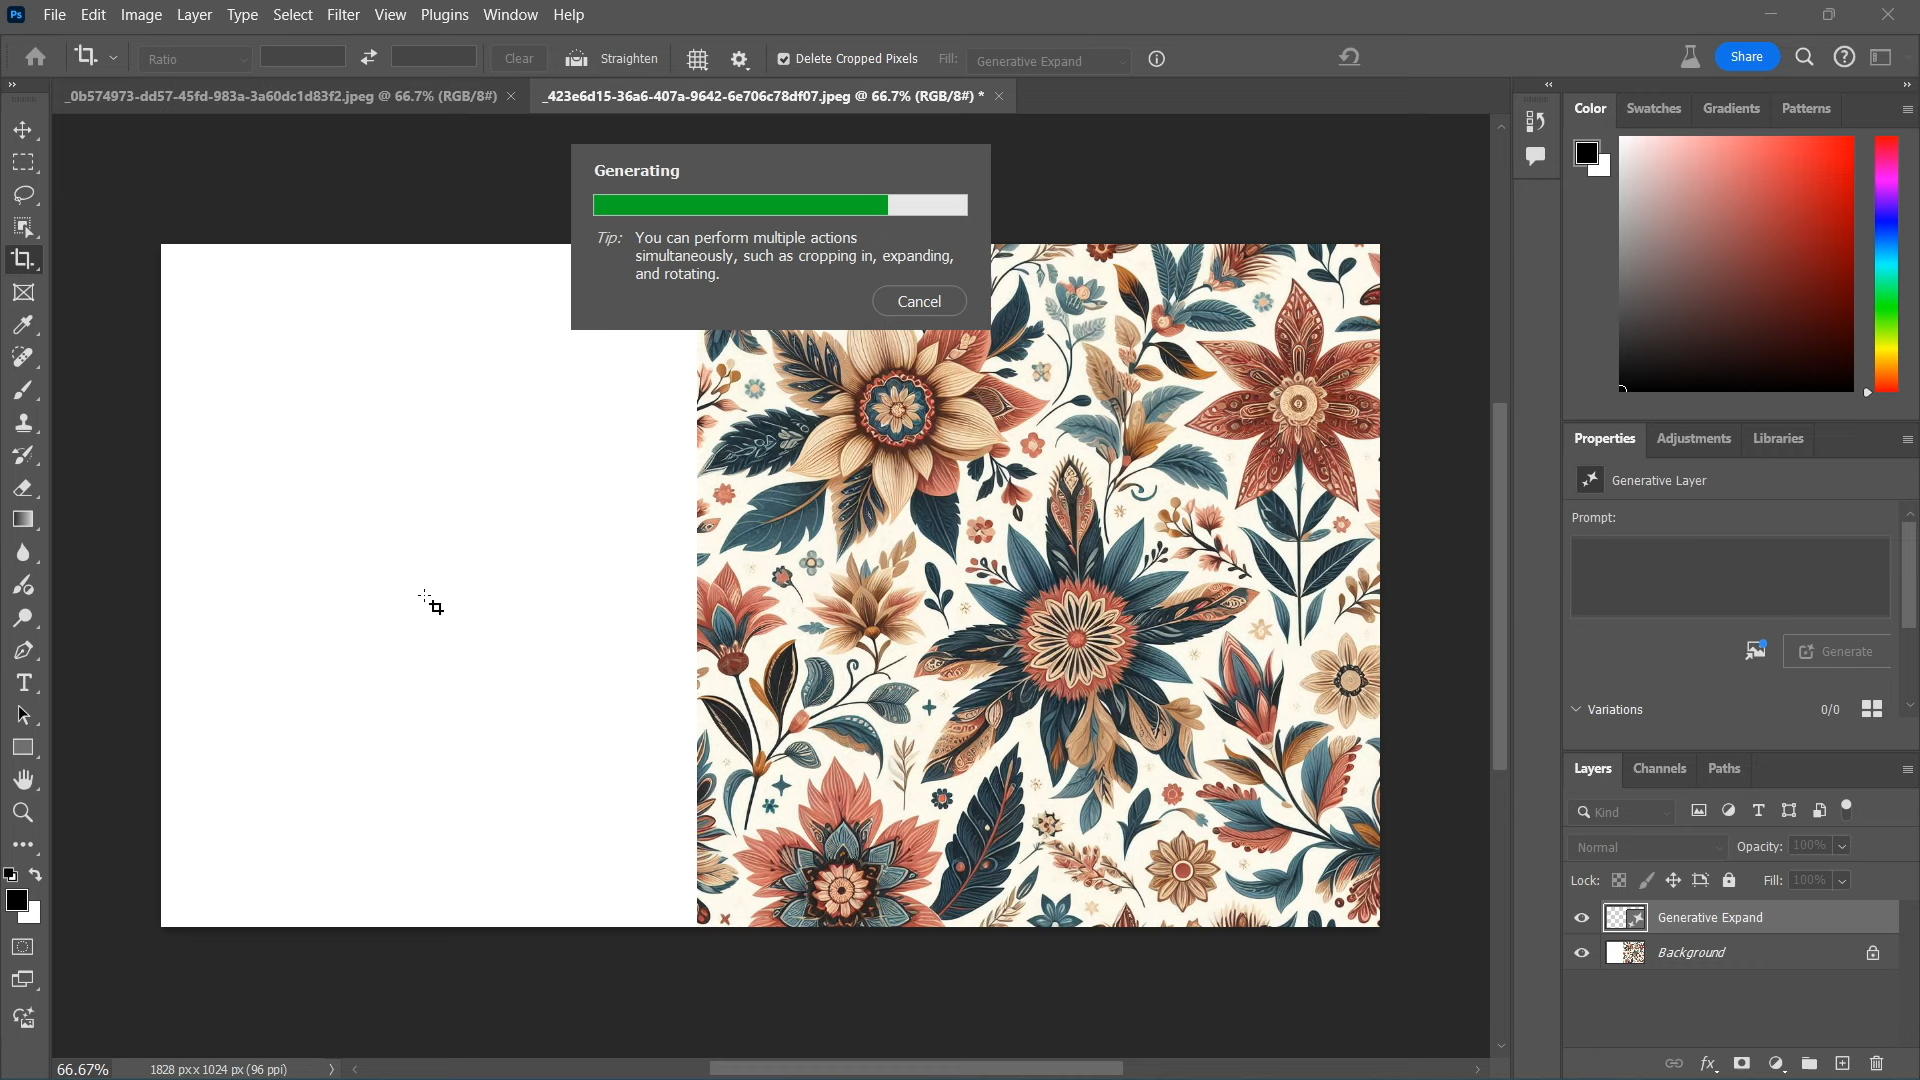 Ps File Edit Image Layer Type Select Filter View Plugins Window Help
Ratio Clear Straighten Delete Cropped Pixels Fill: Generative Expand Share
_0b574973-dd57-45fd-983a-3a60dc1d83f2.jpeg @ 66.7% (RGB/8#) _423e6d15-36a6-407a-9642-6e706c78df07.jpeg @ 66.7% (RGB/8#) *
Color Swatches Gradients Patterns
Generating
Tip: You can perform multiple actions
simultaneously, such as cropping in, expanding,
and rotating.
Cancel
Properties Adjustments Libraries
Generative Layer
Prompt:
Generate
Variations 0/0
Layers Channels Paths
Kind
Normal Opacity: 100%
Lock: Fill: 100%
Generative Expand
Background
66.67% 1828 px x 1024 px (96 ppi)
fx